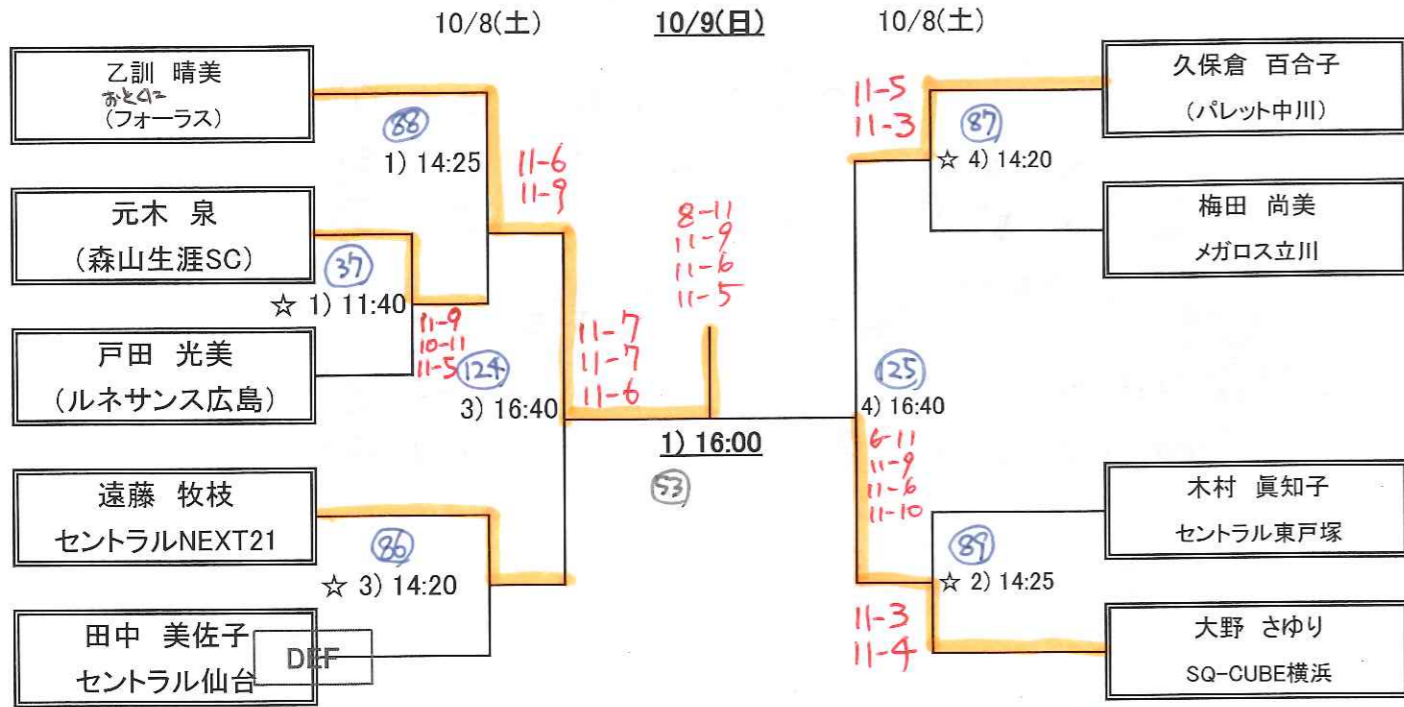 10/8(土)
10/9(日)
10/8(土)
乙訓 晴美
おとくに
(フォーラス)
元木 泉
(森山生涯SC)
戸田 光美
(ルネサンス広島)
遠藤 牧枝
セントラルNEXT21
田中 美佐子
セントラル仙台
DEF
88
1) 14:25
37
☆ 1) 11:40
11-9
10-11
11-5
11-6
11-9
124
3) 16:40
86
☆ 3) 14:20
11-7
11-7
11-6
8-11
11-9
11-6
11-5
1) 16:00
53
11-5
11-3
87
☆ 4) 14:20
125
4) 16:40
6-11
11-9
11-6
11-10
89
☆ 2) 14:25
11-3
11-4
久保倉 百合子
(パレット中川)
梅田 尚美
メガロス立川
木村 眞知子
セントラル東戸塚
大野 さゆり
SQ-CUBE横浜